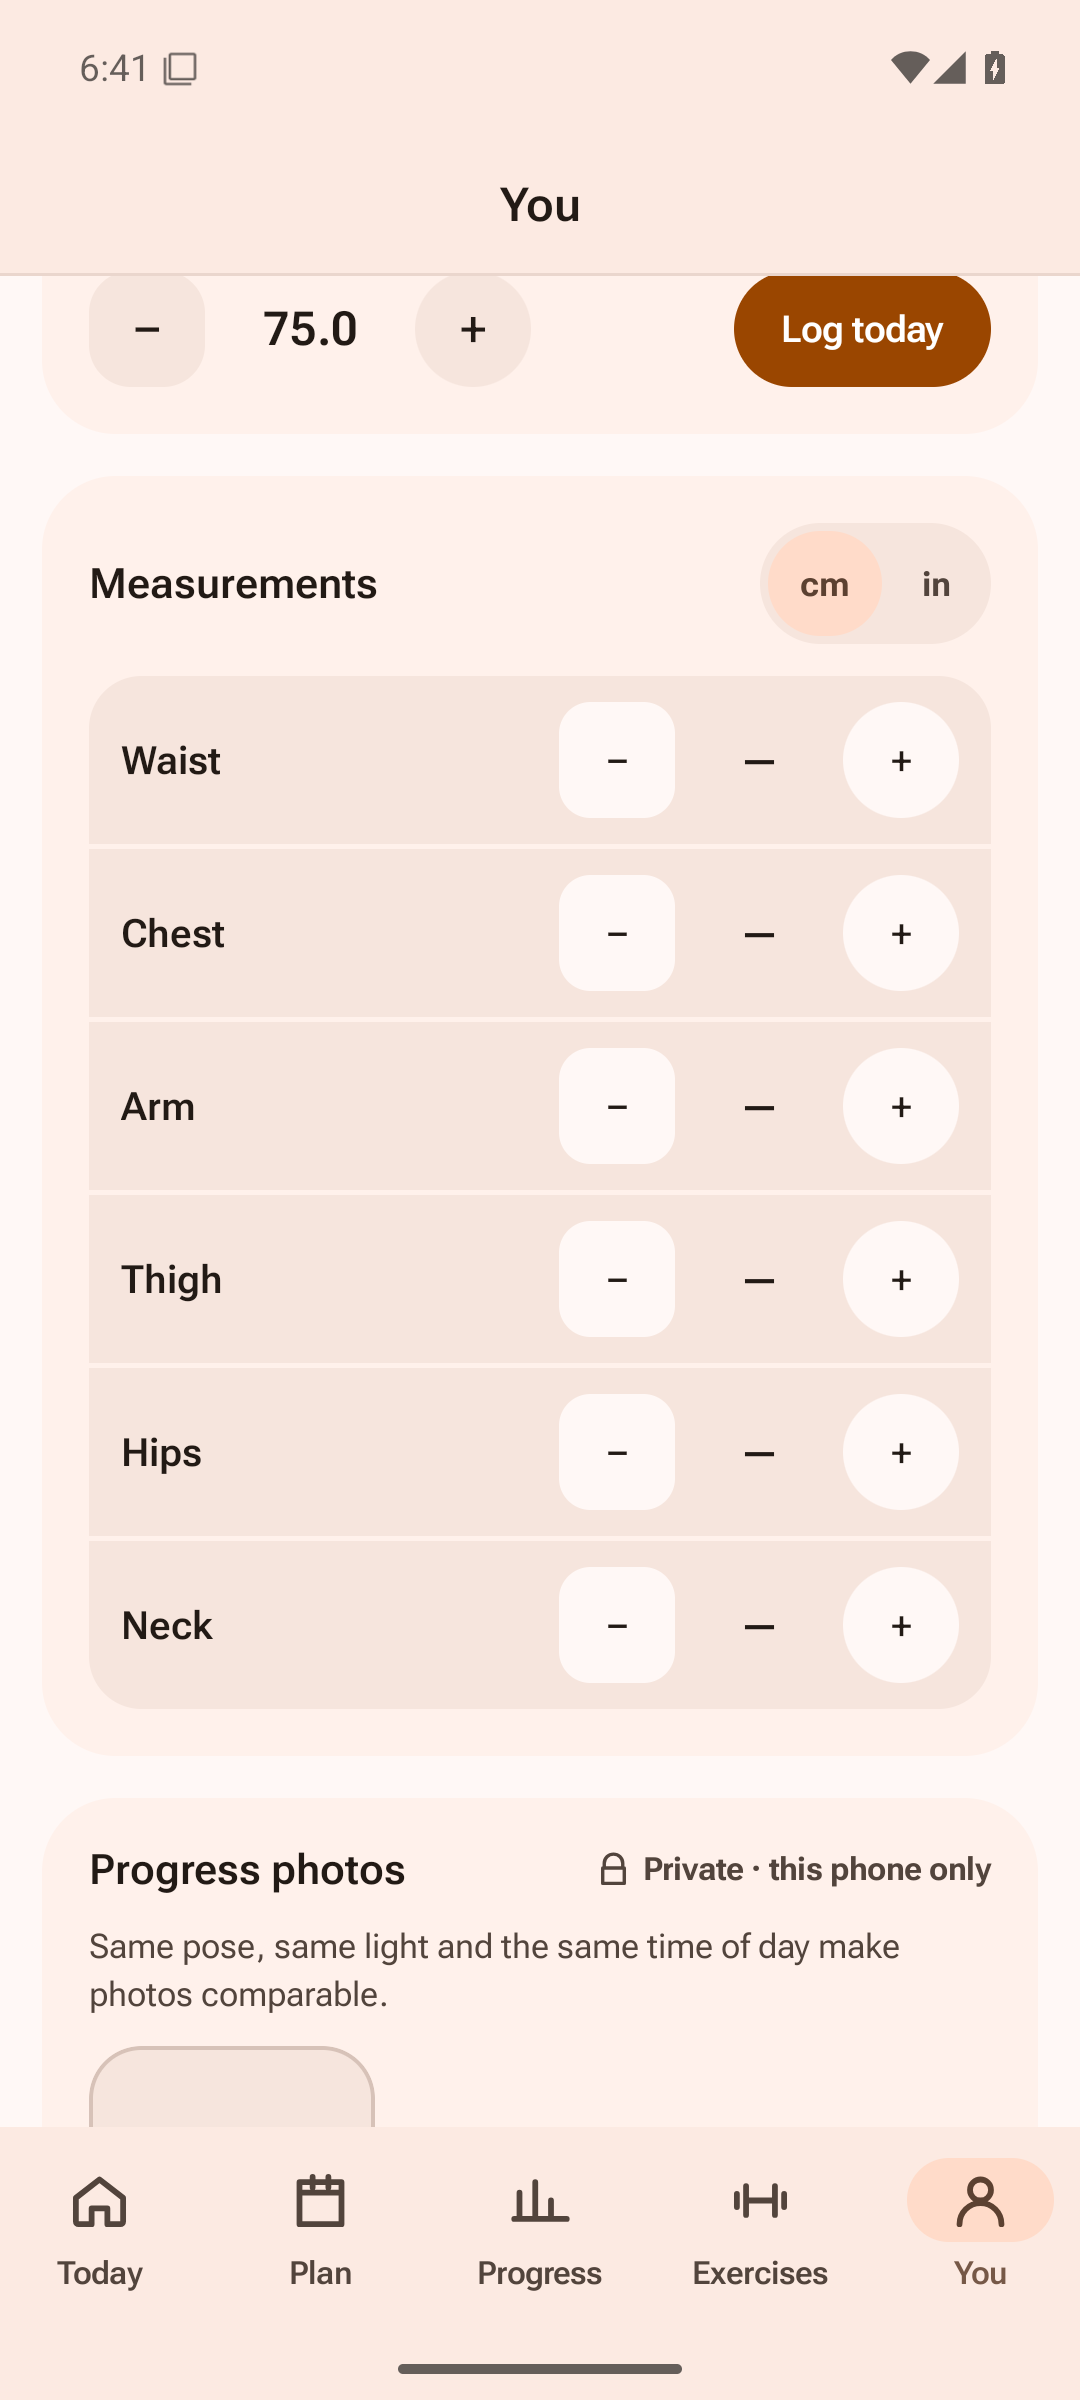 6:41
You
− 75.0 + Log today
Measurements cm in
Waist − — +
Chest − — +
Arm − — +
Thigh − — +
Hips − — +
Neck − — +
Progress photos Private · this phone only
Same pose, same light and the same time of day make
photos comparable.
Today Plan Progress Exercises You